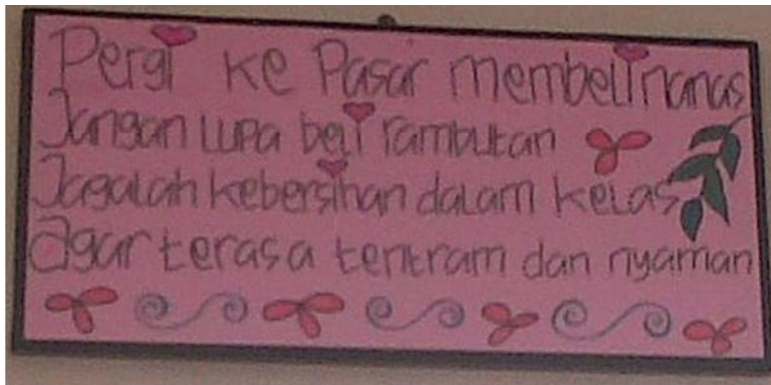 Pergi ke Pasar membeli nanas
Jangan Lupa beli rambutan
Jagalah kebersihan dalam kelas
agar terasa tentram dan nyaman